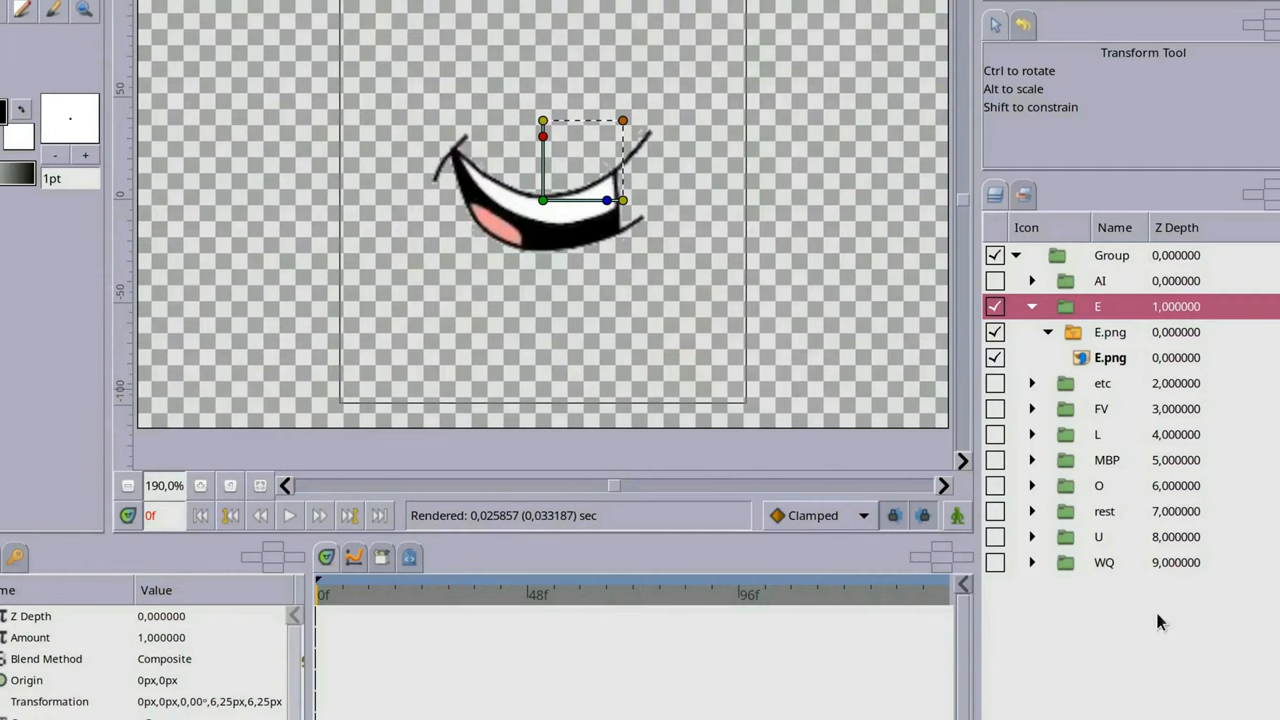 Transform Tool
Ctrl to rotate
Alt to scale
Shift to constrain
1pt
50
0
-50
-100
Icon Name Z Depth
Group 0,000000
AI 0,000000
E 1,000000
E.png 0,000000
E.png 0,000000
etc 2,000000
FV 3,000000
L 4,000000
MBP 5,000000
O 6,000000
rest 7,000000
U 8,000000
WQ 9,000000
190,0%
0f
Rendered: 0,025857 (0,033187) sec
Clamped
me Value
Z Depth 0,000000
Amount 1,000000
Blend Method Composite
Origin 0px,0px
Transformation 0px,0px,0,00º,6,25px,6,25px
0f 48f 96f